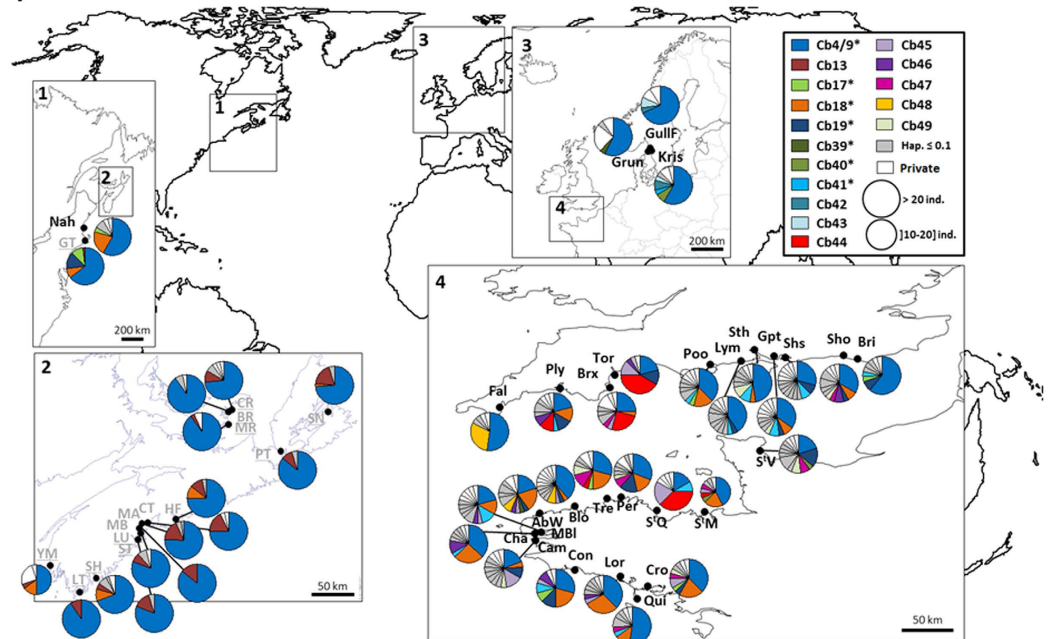 3
3
Cb4/9*
Cb45
Cb13
Cb46
Cb17*
Cb47
Cb18*
Cb48
Cb19*
Cb49
Cb39*
Hap. ≤ 0.1
Cb40*
Private
Cb41*
> 20 ind.
Cb42
Cb43
]10-20] ind.
Cb44
1
1
2
Nah
GT
200 km
GullF
Grun
Kris
4
200 km
2
CR
BR
MR
SN
PT
CT
HF
MA
MB
LU
ST
YM
SH
LT
50 km
4
Sth
Gpt
Shs
Sho
Bri
Lym
Poo
Tor
Brx
Ply
Fal
StV
AbW
Blo
Tre
Per
StQ
StM
MBl
Cha
Cam
Con
Lor
Cro
Qui
50 km